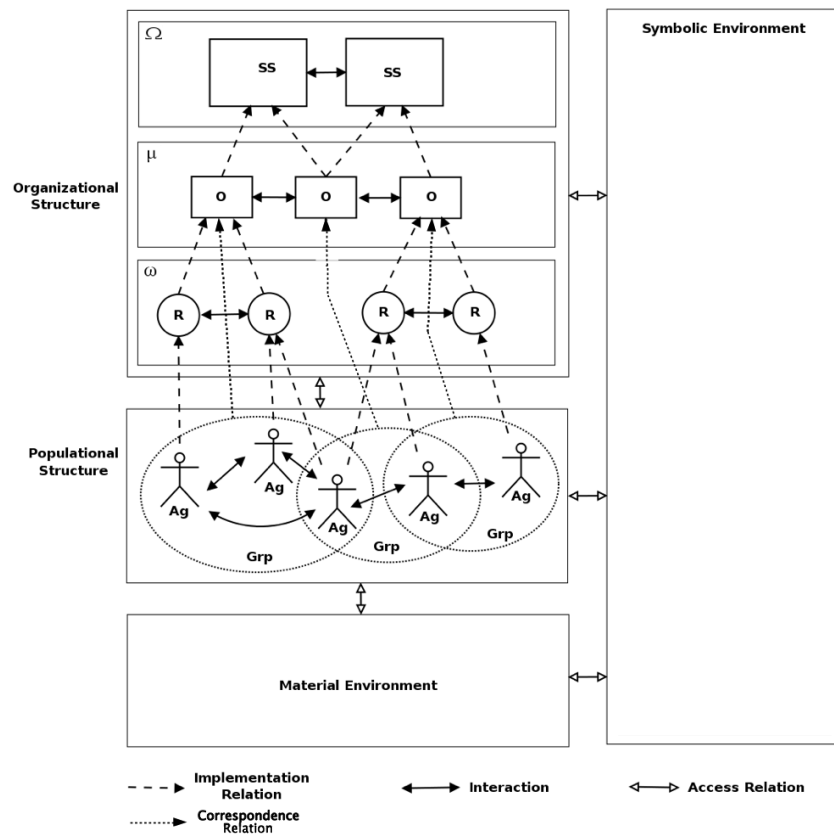 Symbolic Environment
Ω
SS
SS
μ
Organizational
Structure
O
O
O
ω
R
R
R
R
Populational
Structure
Ag
Ag
Ag
Ag
Ag
Grp
Grp
Grp
Material Environment
Implementation
Relation
Interaction
Access Relation
Correspondence
Relation